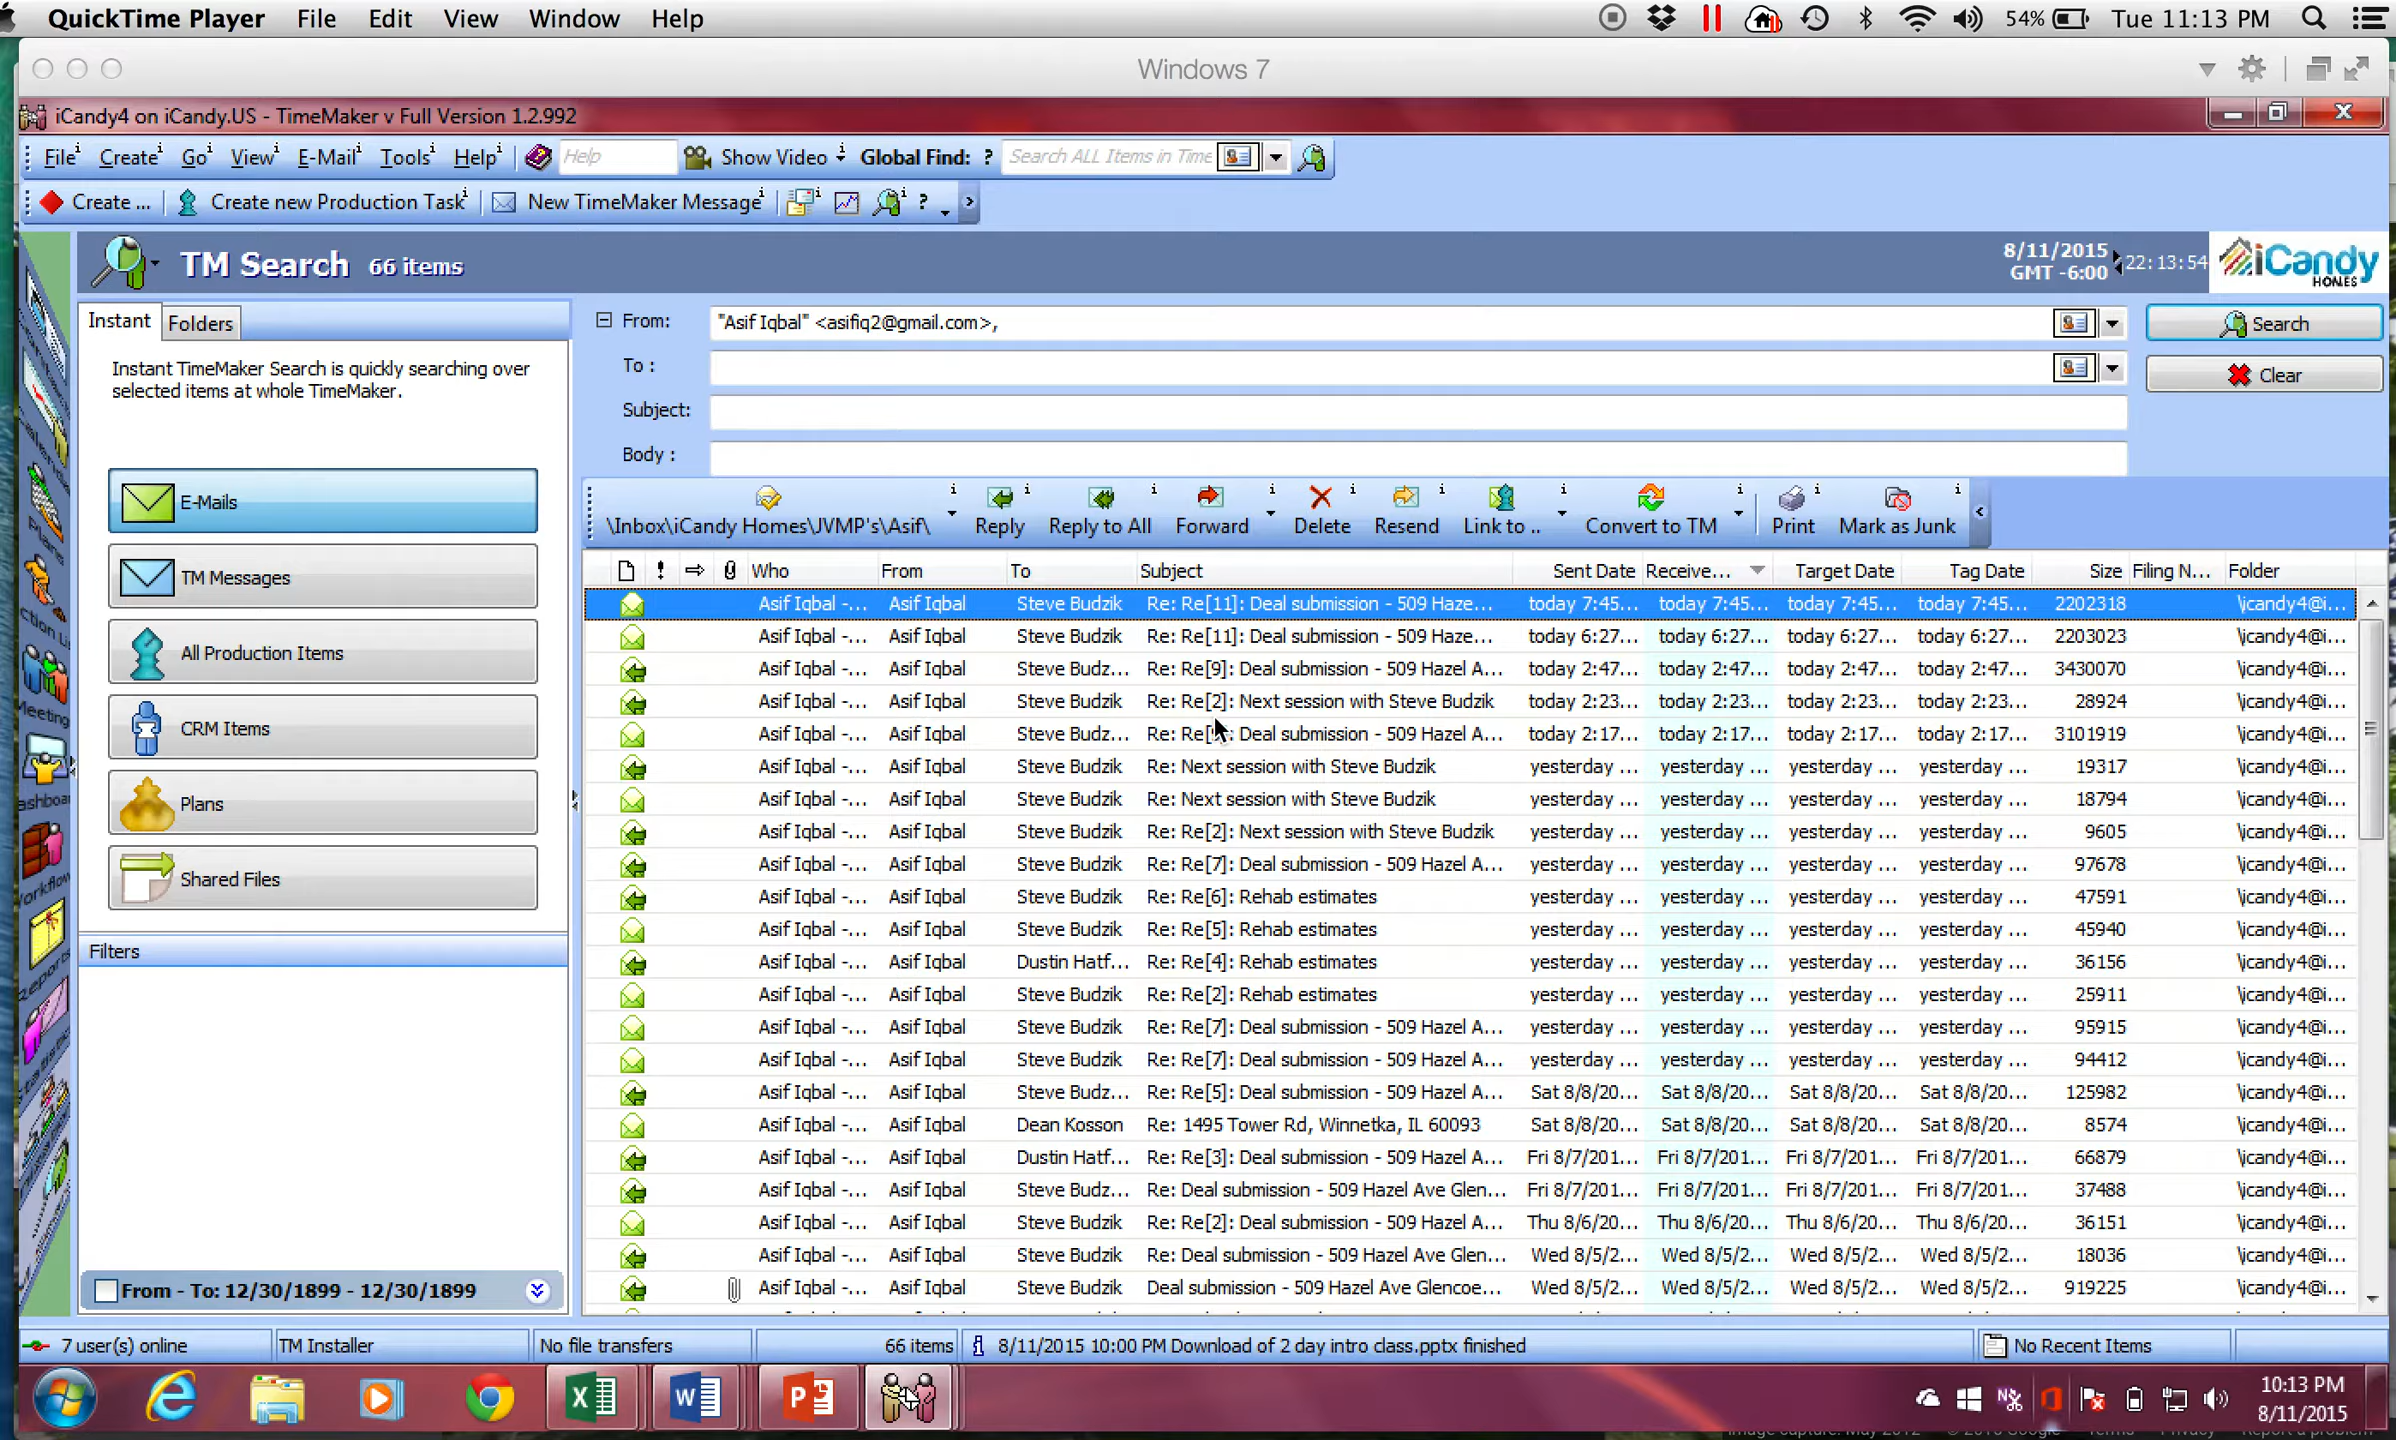 QuickTime Player File Edit View Window Help 54% Tue 11:13 PM
Windows 7
iCandy4 on iCandy.US - TimeMaker v Full Version 1.2.992
File Create Go View E-Mail Tools Help Help Show Video Global Find: ? Search ALL Items in Time
Create ... Create new Production Task New TimeMaker Message ?
TM Search 66 items 8/11/2015 GMT -6:00 22:13:54 iCandy HOMES
Instant Folders
Instant TimeMaker Search is quickly searching over
selected items at whole TimeMaker.
E-Mails
TM Messages
All Production Items
CRM Items
Plans
Shared Files
Filters
From - To: 12/30/1899 - 12/30/1899
From: "Asif Iqbal" <asifiq2@gmail.com>, Search
To : Clear
Subject:
Body :
\Inbox\iCandy Homes\JVMP's\Asif\ Reply Reply to All Forward Delete Resend Link to .. Convert to TM Print Mark as Junk
! Who From To Subject Sent Date Receive... Target Date Tag Date Size Filing N... Folder
Asif Iqbal -... Asif Iqbal Steve Budzik Re: Re[11]: Deal submission - 509 Haze... today 7:45... today 7:45... today 7:45... today 7:45... 2202318 \icandy4@i...
Asif Iqbal -... Asif Iqbal Steve Budzik Re: Re[11]: Deal submission - 509 Haze... today 6:27... today 6:27... today 6:27... today 6:27... 2203023 \icandy4@i...
Asif Iqbal -... Asif Iqbal Steve Budz... Re: Re[9]: Deal submission - 509 Hazel A... today 2:47... today 2:47... today 2:47... today 2:47... 3430070 \icandy4@i...
Asif Iqbal -... Asif Iqbal Steve Budzik Re: Re[2]: Next session with Steve Budzik today 2:23... today 2:23... today 2:23... today 2:23... 28924 \icandy4@i...
Asif Iqbal -... Asif Iqbal Steve Budz... Re: Deal submission - 509 Hazel A... today 2:17... today 2:17... today 2:17... today 2:17... 3101919 \icandy4@i...
Asif Iqbal -... Asif Iqbal Steve Budzik Re: Next session with Steve Budzik yesterday ... yesterday ... yesterday ... yesterday ... 19317 \icandy4@i...
Asif Iqbal -... Asif Iqbal Steve Budzik Re: Next session with Steve Budzik yesterday ... yesterday ... yesterday ... yesterday ... 18794 \icandy4@i...
Asif Iqbal -... Asif Iqbal Steve Budzik Re: Re[2]: Next session with Steve Budzik yesterday ... yesterday ... yesterday ... yesterday ... 9605 \icandy4@i...
Asif Iqbal -... Asif Iqbal Steve Budzik Re: Re[7]: Deal submission - 509 Hazel A... yesterday ... yesterday ... yesterday ... yesterday ... 97678 \icandy4@i...
Asif Iqbal -... Asif Iqbal Steve Budzik Re: Re[6]: Rehab estimates yesterday ... yesterday ... yesterday ... yesterday ... 47591 \icandy4@i...
Asif Iqbal -... Asif Iqbal Steve Budzik Re: Re[5]: Rehab estimates yesterday ... yesterday ... yesterday ... yesterday ... 45940 \icandy4@i...
Asif Iqbal -... Asif Iqbal Dustin Hatf... Re: Re[4]: Rehab estimates yesterday ... yesterday ... yesterday ... yesterday ... 36156 \icandy4@i...
Asif Iqbal -... Asif Iqbal Steve Budzik Re: Re[2]: Rehab estimates yesterday ... yesterday ... yesterday ... yesterday ... 25911 \icandy4@i...
Asif Iqbal -... Asif Iqbal Steve Budzik Re: Re[7]: Deal submission - 509 Hazel A... yesterday ... yesterday ... yesterday ... yesterday ... 95915 \icandy4@i...
Asif Iqbal -... Asif Iqbal Steve Budzik Re: Re[7]: Deal submission - 509 Hazel A... yesterday ... yesterday ... yesterday ... yesterday ... 94412 \icandy4@i...
Asif Iqbal -... Asif Iqbal Steve Budz... Re: Re[5]: Deal submission - 509 Hazel A... Sat 8/8/20... Sat 8/8/20... Sat 8/8/20... Sat 8/8/20... 125982 \icandy4@i...
Asif Iqbal -... Asif Iqbal Dean Kosson Re: 1495 Tower Rd, Winnetka, IL 60093 Sat 8/8/20... Sat 8/8/20... Sat 8/8/20... Sat 8/8/20... 8574 \icandy4@i...
Asif Iqbal -... Asif Iqbal Dustin Hatf... Re: Re[3]: Deal submission - 509 Hazel A... Fri 8/7/201... Fri 8/7/201... Fri 8/7/201... Fri 8/7/201... 66879 \icandy4@i...
Asif Iqbal -... Asif Iqbal Steve Budz... Re: Deal submission - 509 Hazel Ave Glen... Fri 8/7/201... Fri 8/7/201... Fri 8/7/201... Fri 8/7/201... 37488 \icandy4@i...
Asif Iqbal -... Asif Iqbal Steve Budzik Re: Re[2]: Deal submission - 509 Hazel A... Thu 8/6/20... Thu 8/6/20... Thu 8/6/20... Thu 8/6/20... 36151 \icandy4@i...
Asif Iqbal -... Asif Iqbal Steve Budzik Re: Deal submission - 509 Hazel Ave Glen... Wed 8/5/2... Wed 8/5/2... Wed 8/5/2... Wed 8/5/2... 18036 \icandy4@i...
Asif Iqbal -... Asif Iqbal Steve Budzik Deal submission - 509 Hazel Ave Glencoe... Wed 8/5/2... Wed 8/5/2... Wed 8/5/2... Wed 8/5/2... 919225 \icandy4@i...
7 user(s) online TM Installer No file transfers 66 items 8/11/2015 10:00 PM Download of 2 day intro class.pptx finished No Recent Items
10:13 PM
8/11/2015